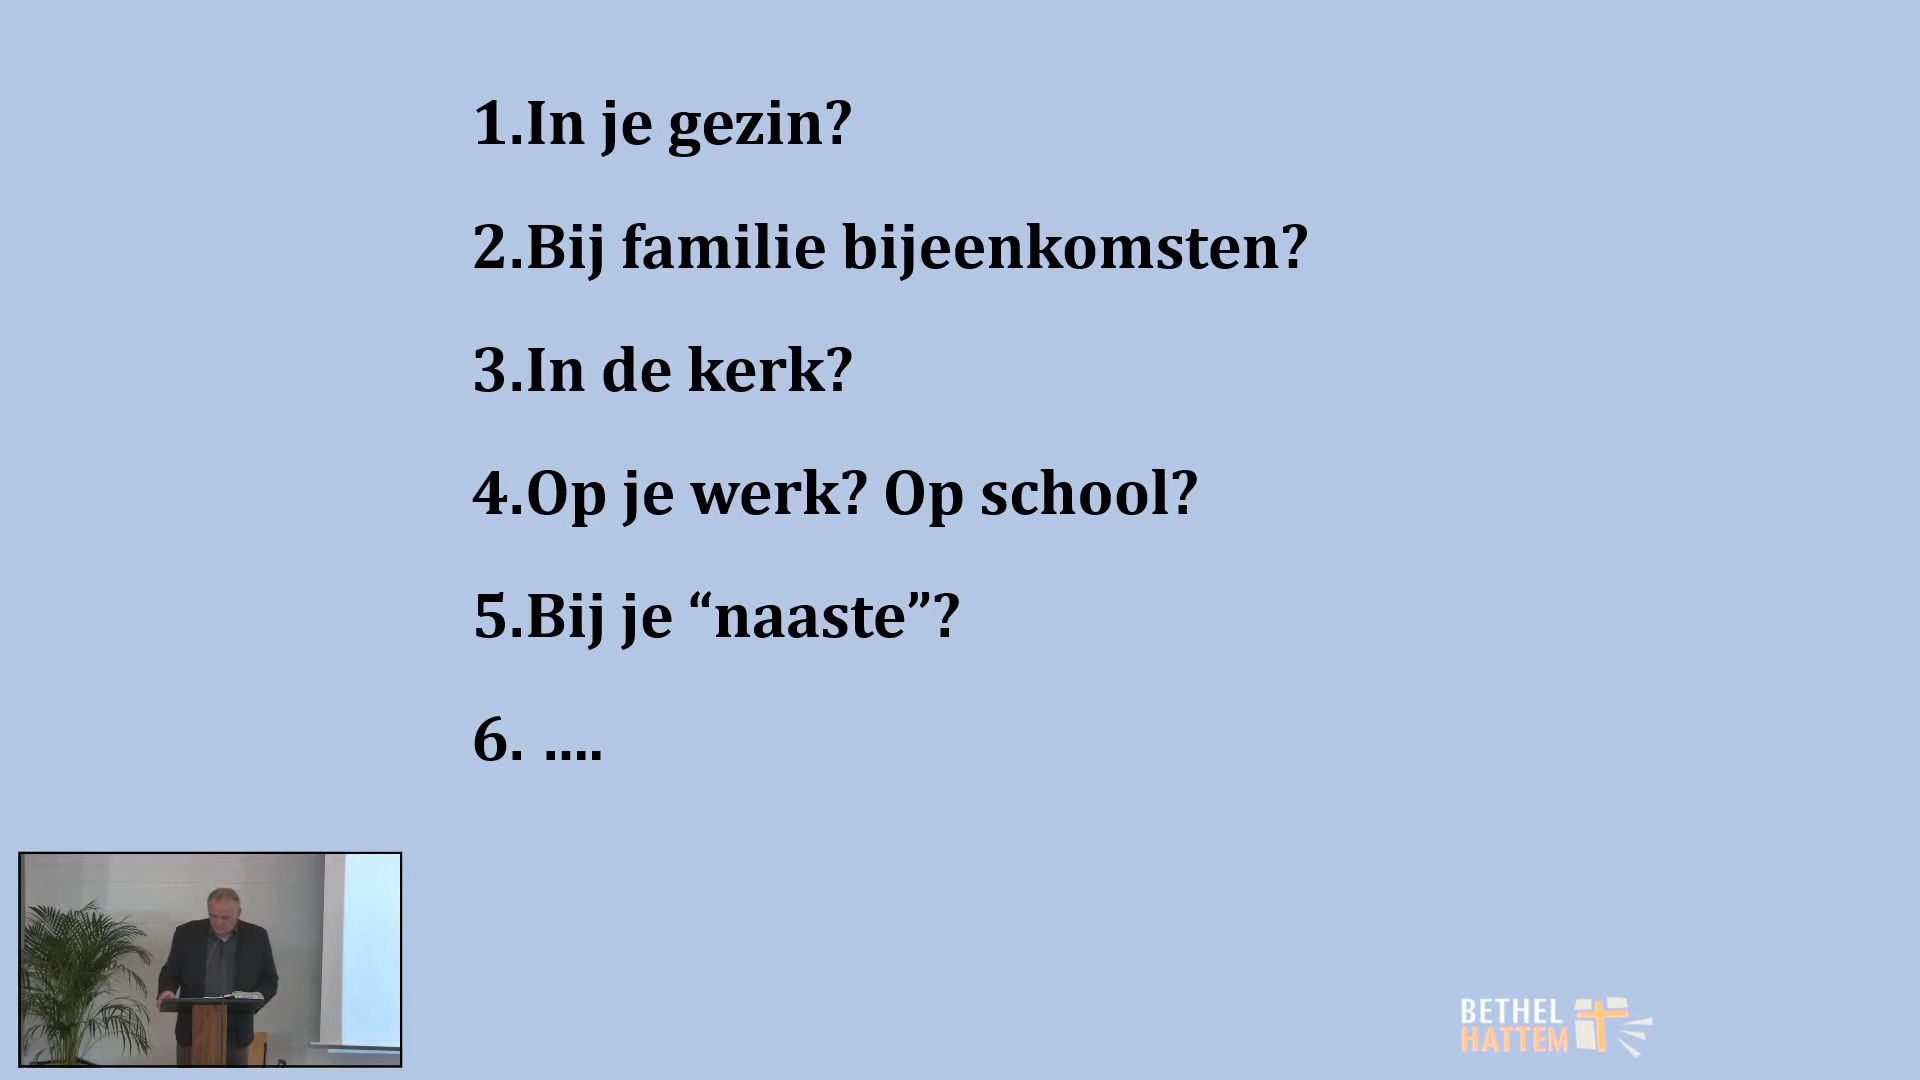 1.In je gezin?
2.Bij familie bijeenkomsten?
3.In de kerk?
4.Op je werk? Op school?
5.Bij je “naaste”?
6. ....
BETHEL
HATTEM